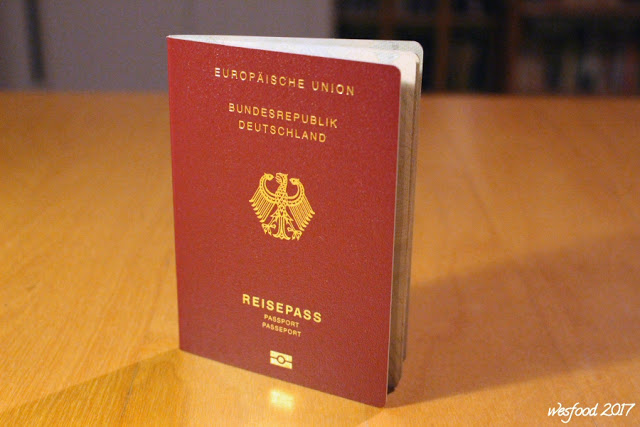 EUROPÄISCHE UNION
BUNDESREPUBLIK
DEUTSCHLAND
REISEPASS
PASSPORT
PASSEPORT
wesfood 2017